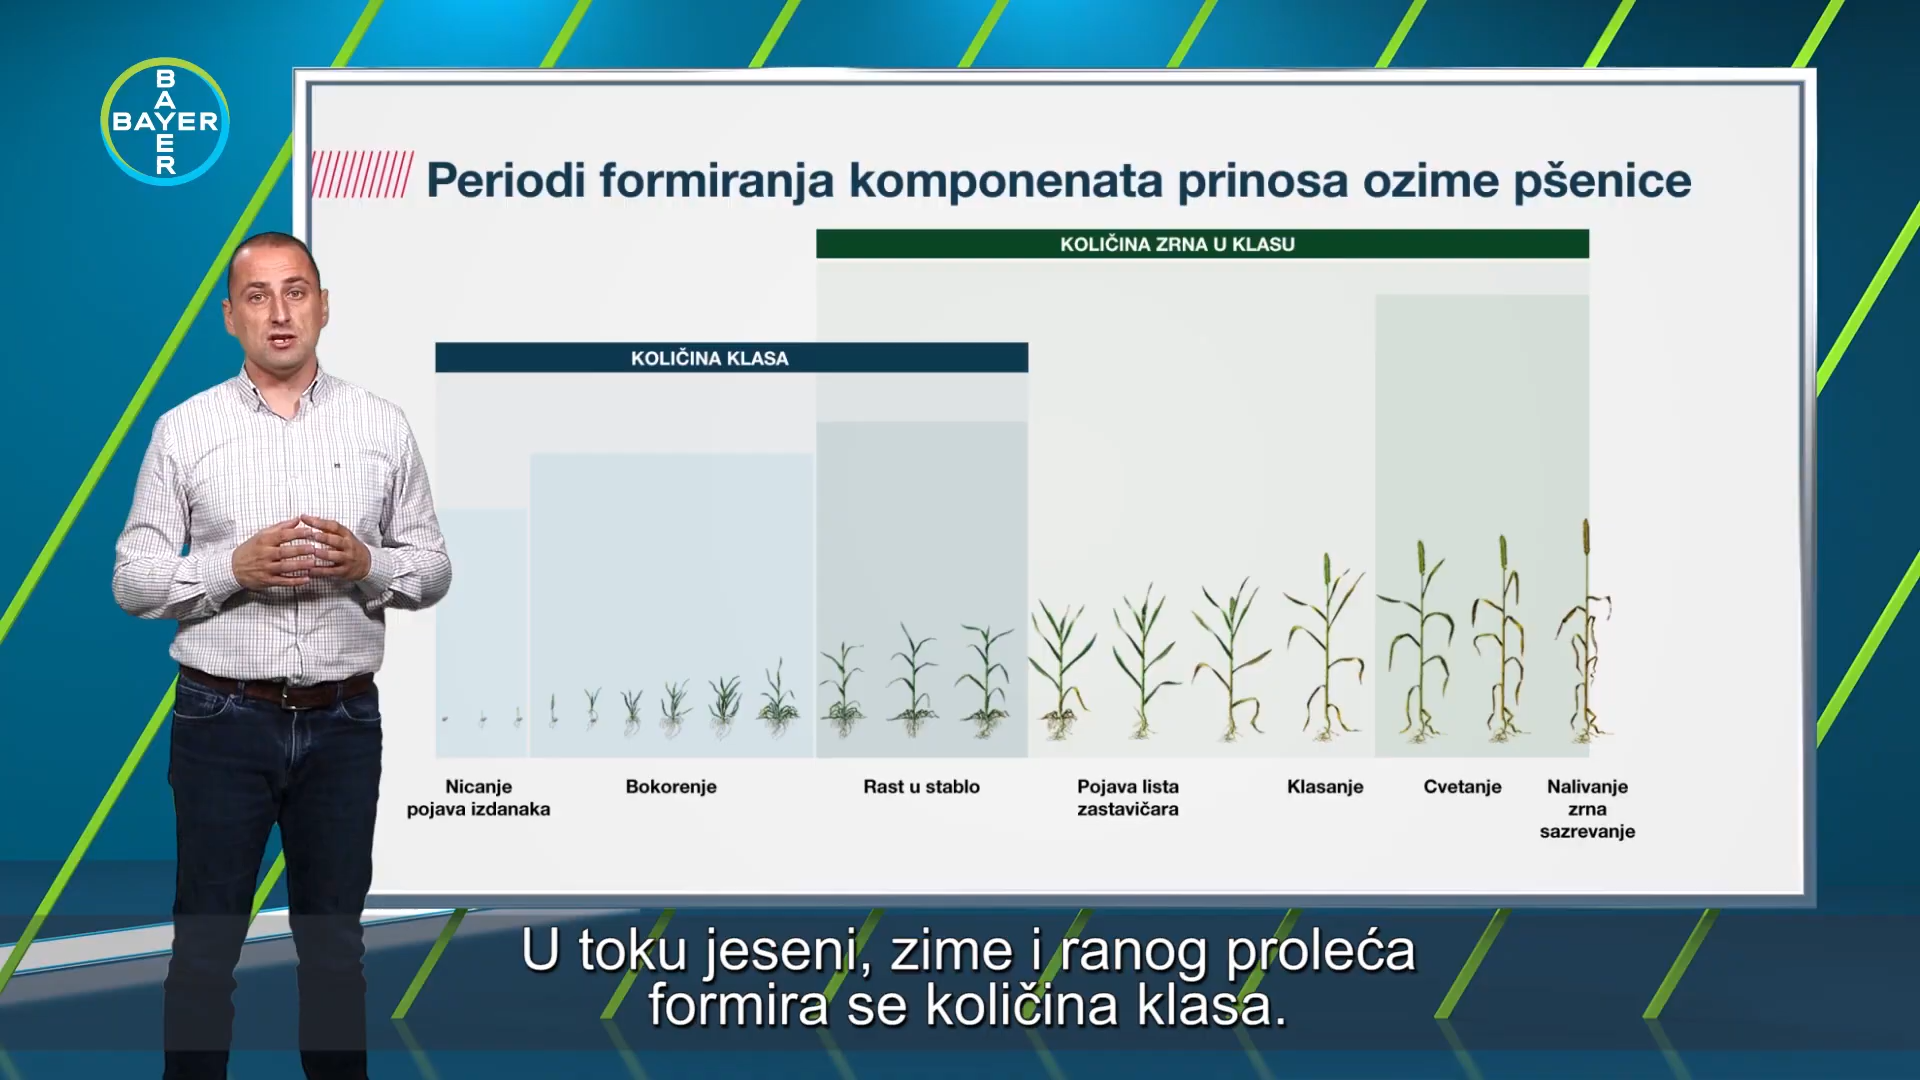 BAYER
BAYER
Periodi formiranja komponenata prinosa ozime pšenice
KOLIČINA ZRNA U KLASU
KOLIČINA KLASA
Nicanje
pojava izdanaka
Bokorenje
Rast u stablo
Pojava lista
zastavičara
Klasanje
Cvetanje
Nalivanje
zrna
sazrevanje
U toku jeseni, zime i ranog proleća
formira se količina klasa.